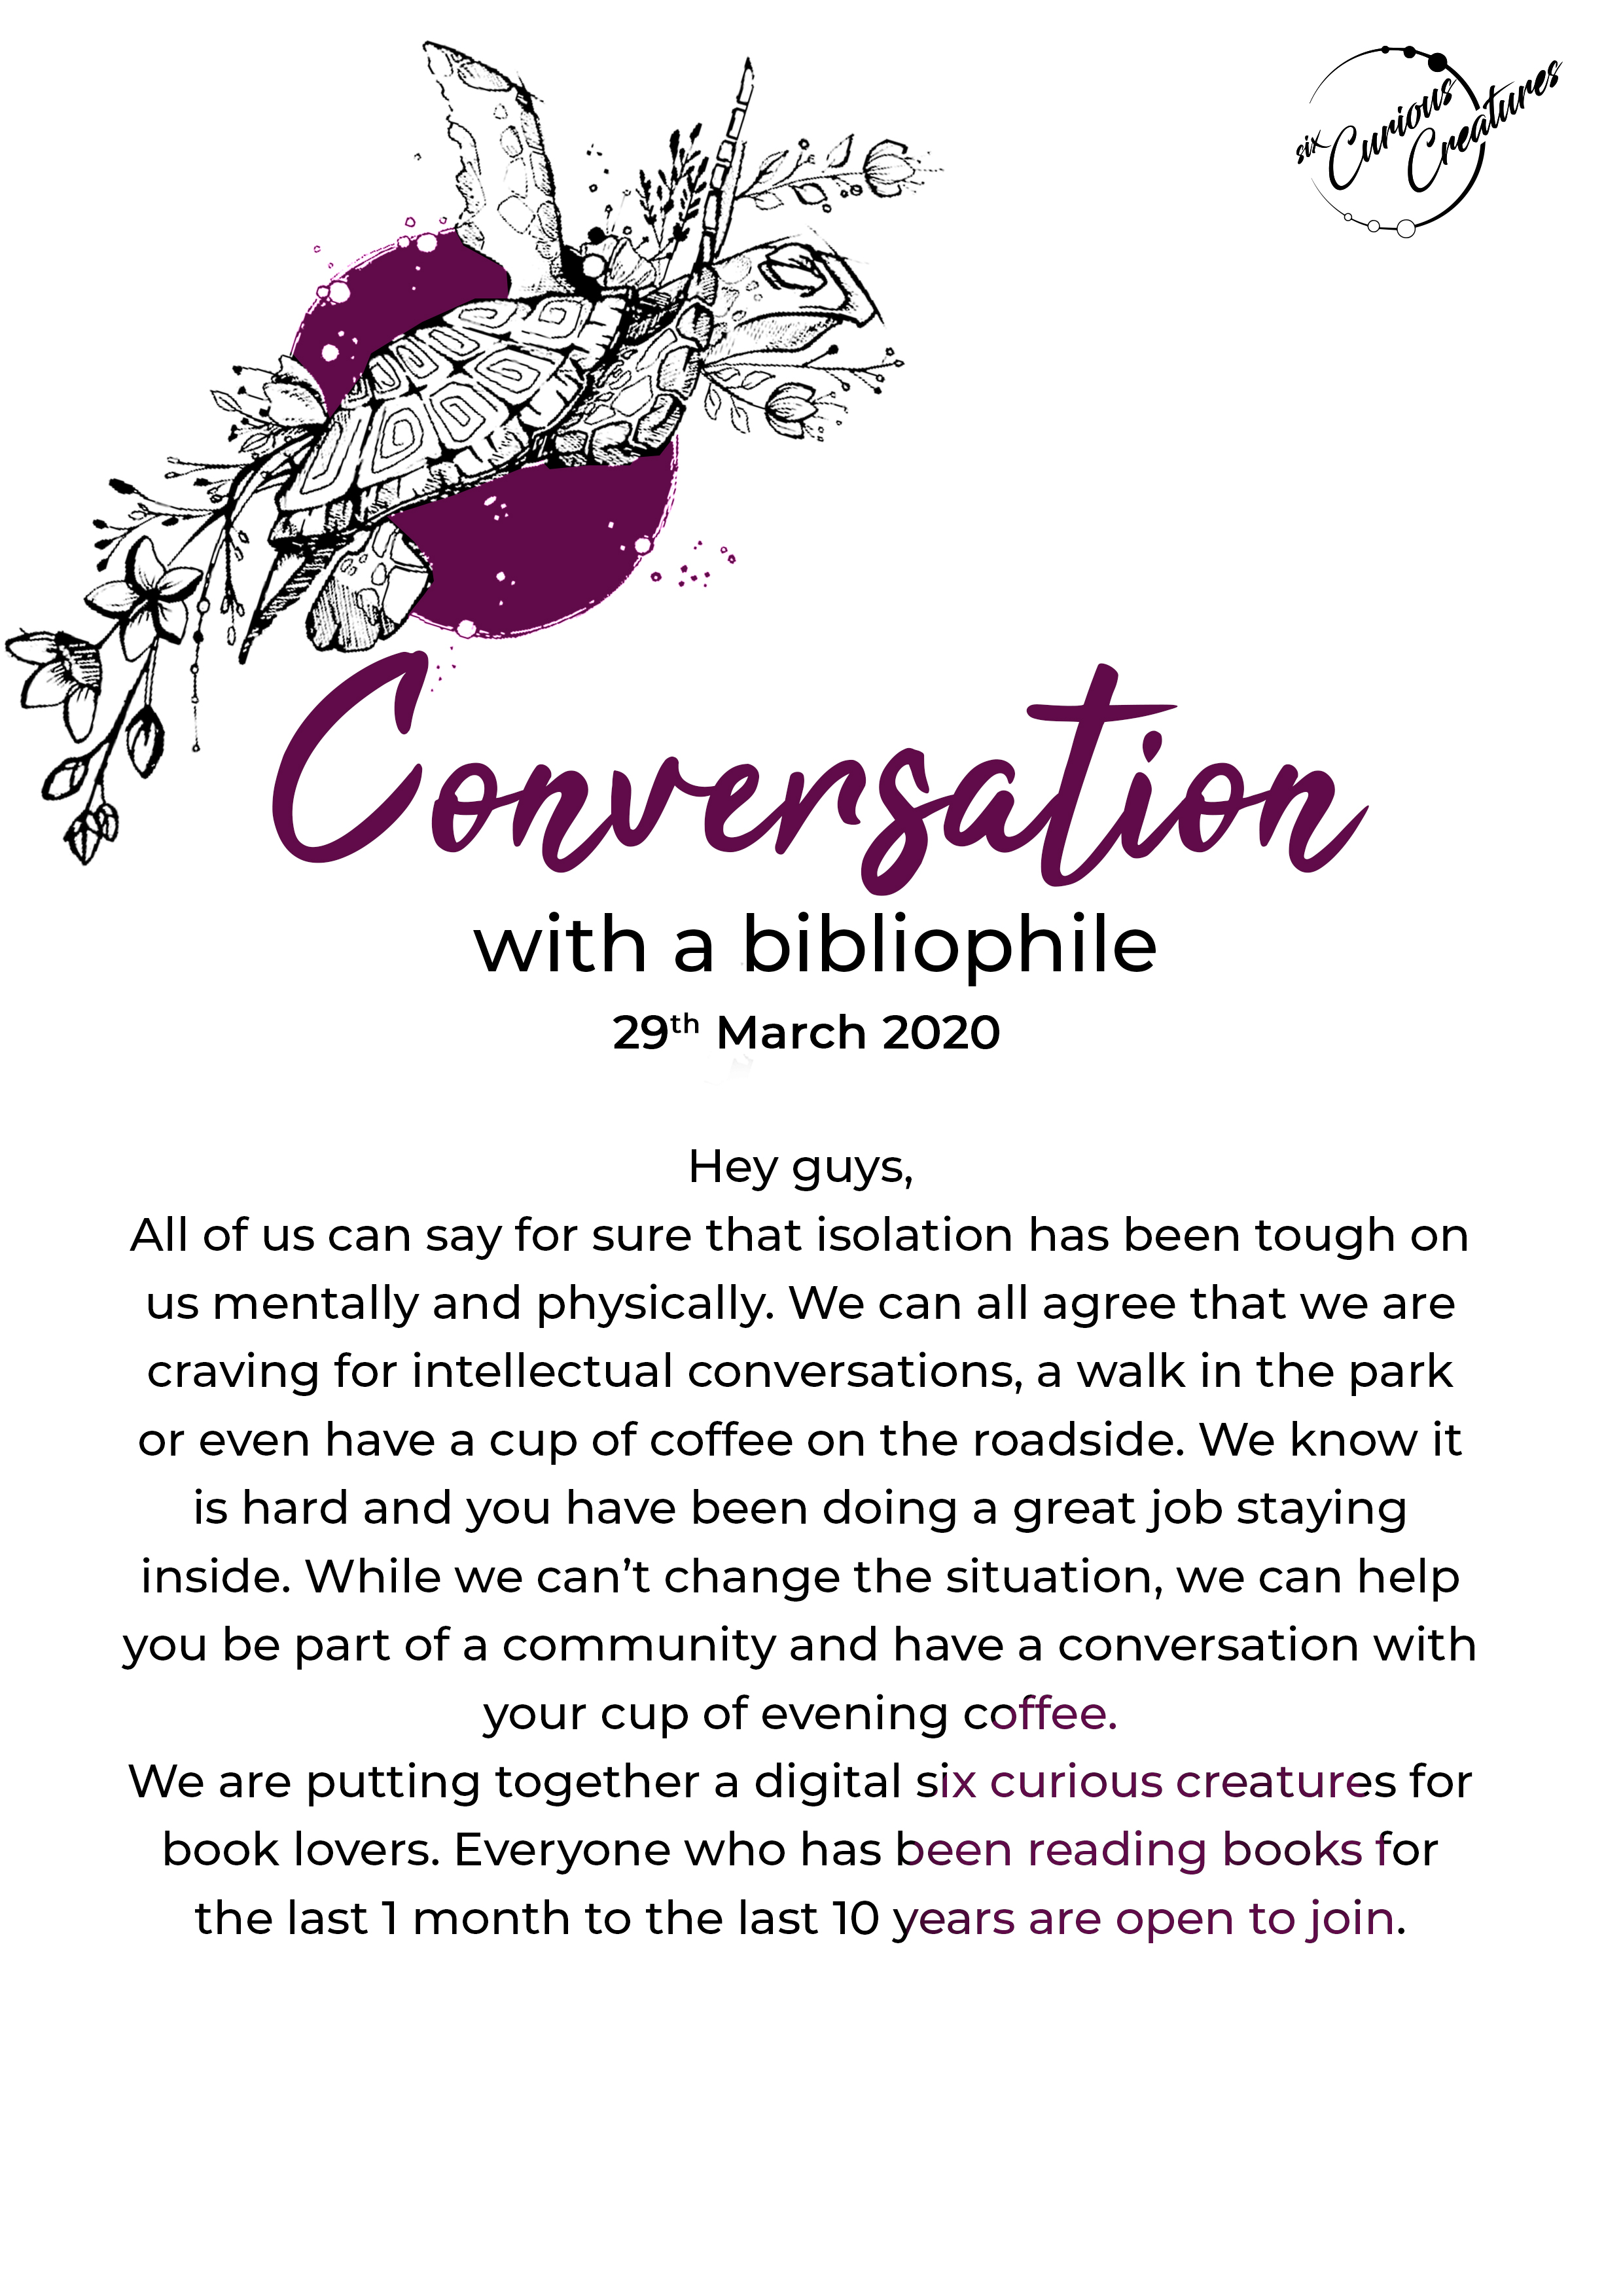 six Curious
Creatures
Conversation
with a bibliophile
29th March 2020
Hey guys,
All of us can say for sure that isolation has been tough on
us mentally and physically. We can all agree that we are
craving for intellectual conversations, a walk in the park
or even have a cup of coffee on the roadside. We know it
is hard and you have been doing a great job staying
inside. While we can’t change the situation, we can help
you be part of a community and have a conversation with
your cup of evening coffee.
We are putting together a digital six curious creatures for
book lovers. Everyone who has been reading books for
the last 1 month to the last 10 years are open to join.